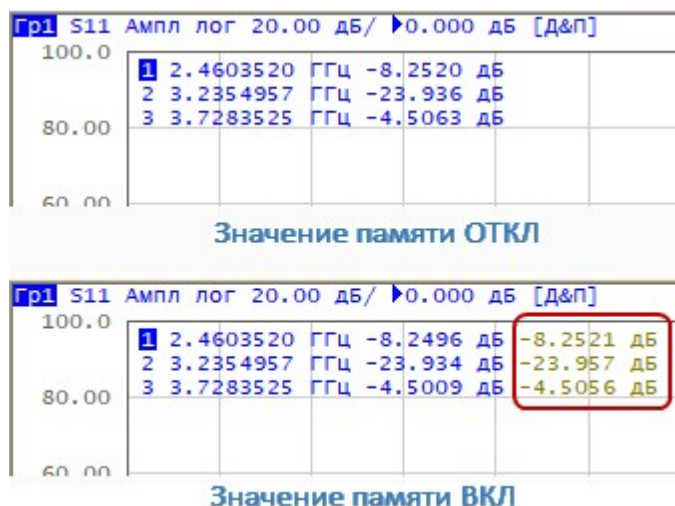 Гр1 S11 Ампл лог 20.00 дБ/ ▶0.000 дБ [Д&П]
100.0
1 2.4603520 ГГц -8.2520 дБ
2 3.2354957 ГГц -23.936 дБ
3 3.7283525 ГГц -4.5063 дБ
80.00
60.00
Значение памяти ОТКЛ
Гр1 S11 Ампл лог 20.00 дБ/ ▶0.000 дБ [Д&П]
100.0
1 2.4603520 ГГц -8.2496 дБ -8.2521 дБ
2 3.2354957 ГГц -23.934 дБ -23.957 дБ
3 3.7283525 ГГц -4.5009 дБ -4.5056 дБ
80.00
60.00
Значение памяти ВКЛ